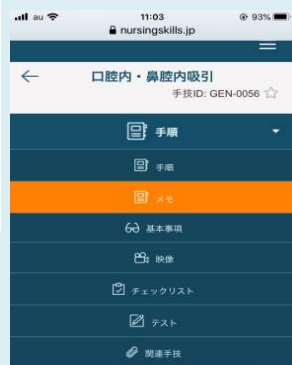 au 11:03 93%
nursingskills.jp
口腔内・鼻腔内吸引
手技ID: GEN-0056
手順
手順
メモ
基本事項
映像
チェックリスト
テスト
関連手技